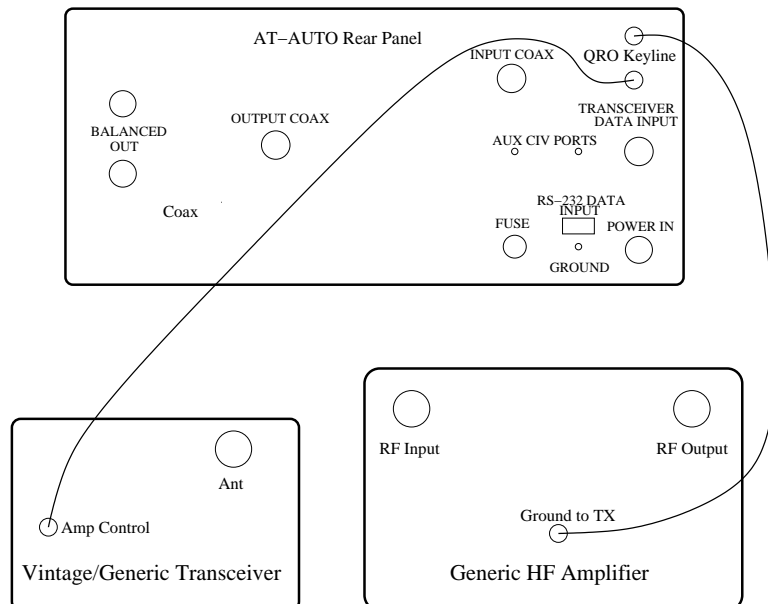 AT−AUTO Rear Panel
INPUT COAX
QRO Keyline
BALANCED
OUT
OUTPUT COAX
TRANSCEIVER
DATA INPUT
AUX CIV PORTS
Coax
RS−232 DATA
INPUT
FUSE
POWER IN
GROUND
RF Input
RF Output
Ant
Amp Control
Ground to TX
Vintage/Generic Transceiver
Generic HF Amplifier